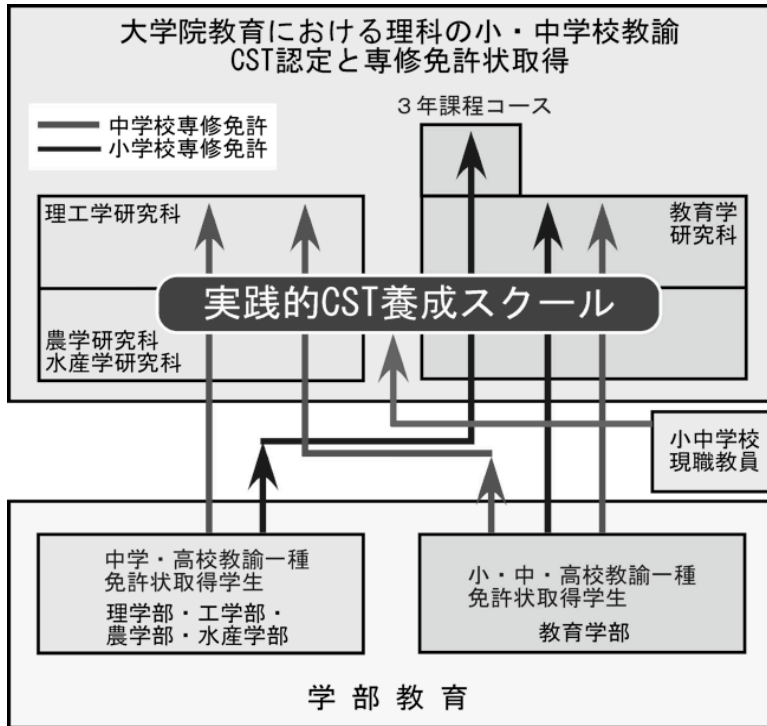 大学院教育における理科の小・中学校教諭
CST認定と専修免許状取得
3年課程コース
中学校専修免許
小学校専修免許
理工学研究科
教育学
研究科
実践的CST養成スクール
農学研究科
水産学研究科
小中学校
現職教員
中学・高校教諭一種
免許状取得学生
理学部・工学部・
農学部・水産学部
小・中・高校教諭一種
免許状取得学生
教育学部
学部教育